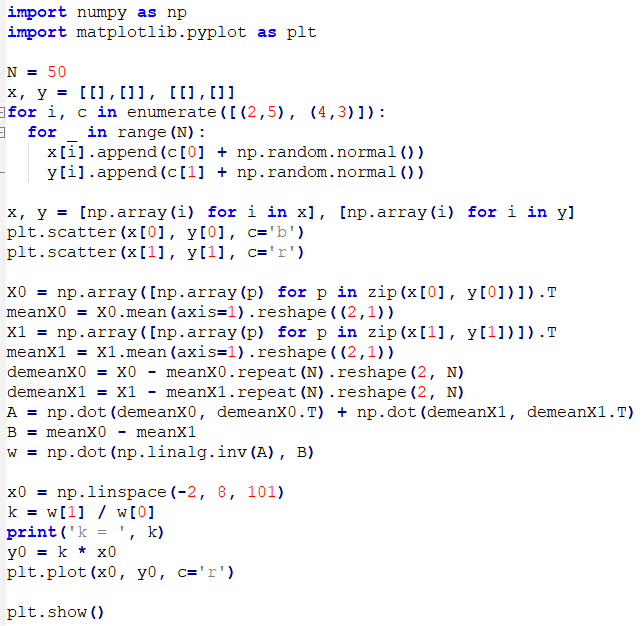 import numpy as np
import matplotlib.pyplot as plt
N = 50
x, y = [[],[]], [[],[]]
for i, c in enumerate([(2,5), (4,3)]):
  for _ in range(N):
    x[i].append(c[0] + np.random.normal())
    y[i].append(c[1] + np.random.normal())
x, y = [np.array(i) for i in x], [np.array(i) for i in y]
plt.scatter(x[0], y[0], c='b')
plt.scatter(x[1], y[1], c='r')
X0 = np.array([np.array(p) for p in zip(x[0], y[0])]).T
meanX0 = X0.mean(axis=1).reshape((2,1))
X1 = np.array([np.array(p) for p in zip(x[1], y[1])]).T
meanX1 = X1.mean(axis=1).reshape((2,1))
demeanX0 = X0 - meanX0.repeat(N).reshape(2, N)
demeanX1 = X1 - meanX1.repeat(N).reshape(2, N)
A = np.dot(demeanX0, demeanX0.T) + np.dot(demeanX1, demeanX1.T)
B = meanX0 - meanX1
w = np.dot(np.linalg.inv(A), B)
x0 = np.linspace(-2, 8, 101)
k = w[1] / w[0]
print('k = ', k)
y0 = k * x0
plt.plot(x0, y0, c='r')
plt.show()